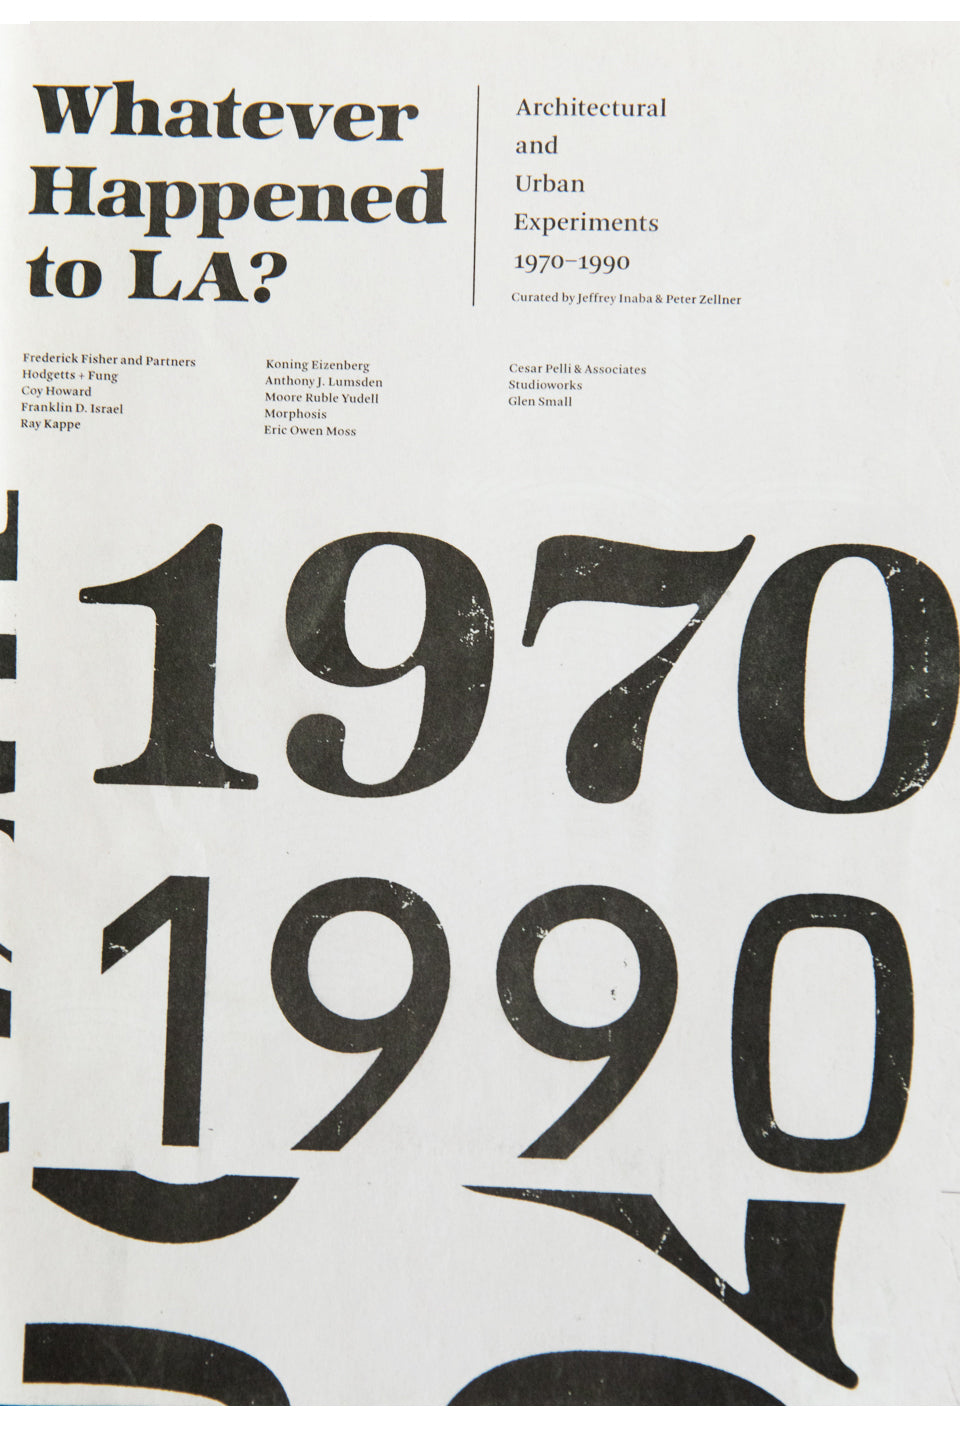 Whatever
Happened
to LA?
Architectural
and
Urban
Experiments
1970–1990
Curated by Jeffrey Inaba & Peter Zellner
Frederick Fisher and Partners
Hodgetts + Fung
Coy Howard
Franklin D. Israel
Ray Kappe
Koning Eizenberg
Anthony J. Lumsden
Moore Ruble Yudell
Morphosis
Eric Owen Moss
Cesar Pelli & Associates
Studioworks
Glen Small
1970
1990